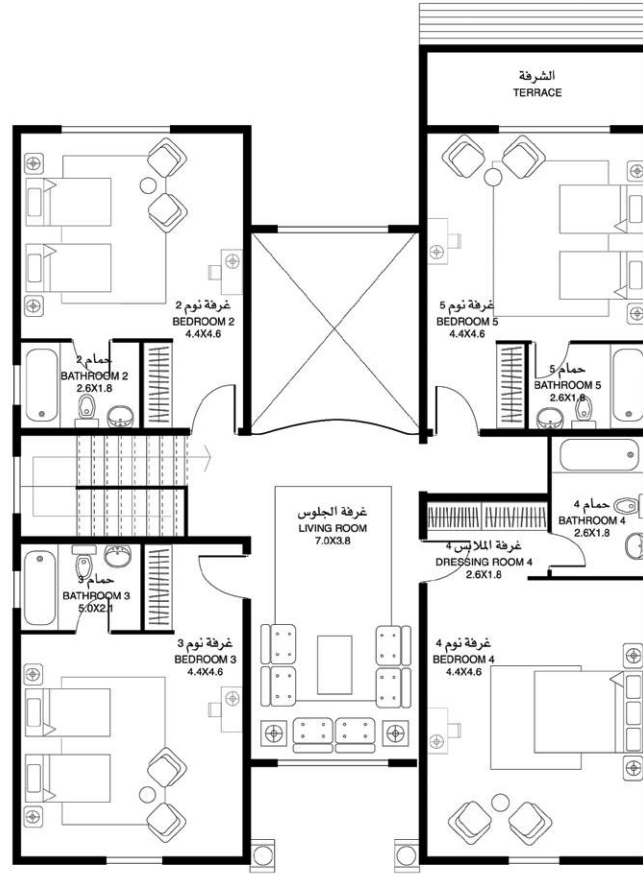 الشرفة
TERRACE
غرفة نوم 2
BEDROOM 2
4.4X4.6
غرفة نوم 5
BEDROOM 5
4.4X4.6
حمام 2
BATHROOM 2
2.6X1.8
حمام 5
BATHROOM 5
2.6X1.8
غرفة الجلوس
LIVING ROOM
7.0X3.8
حمام 4
BATHROOM 4
2.6X1.8
غرفة الملابس 4
DRESSING ROOM 4
2.6X1.8
حمام 3
BATHROOM 3
5.0X2.1
غرفة نوم 3
BEDROOM 3
4.4X4.6
غرفة نوم 4
BEDROOM 4
4.4X4.6